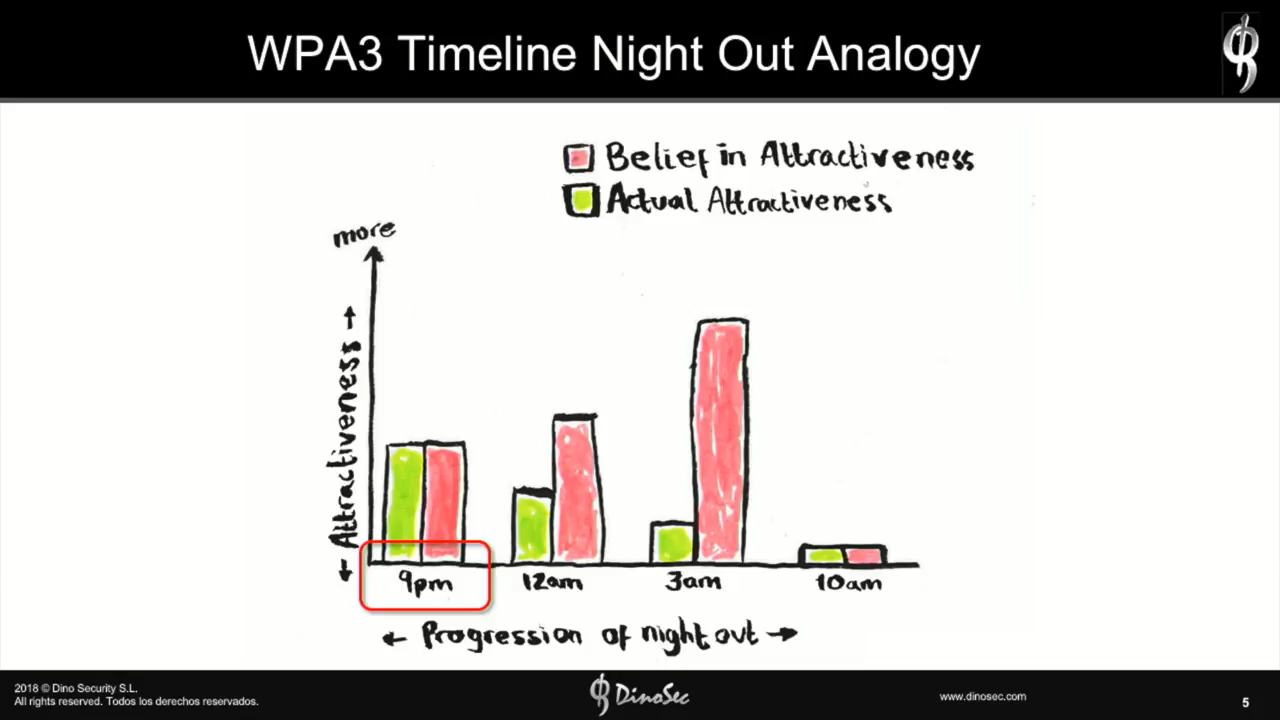 WPA3 Timeline Night Out Analogy
Belief in Attractiveness
Actual Attractiveness
more
← Attractiveness →
9pm 12am 3am 10am
← Progression of night out →
2018 © Dino Security S.L.
All rights reserved. Todos los derechos reservados.
DinoSec
www.dinosec.com
5